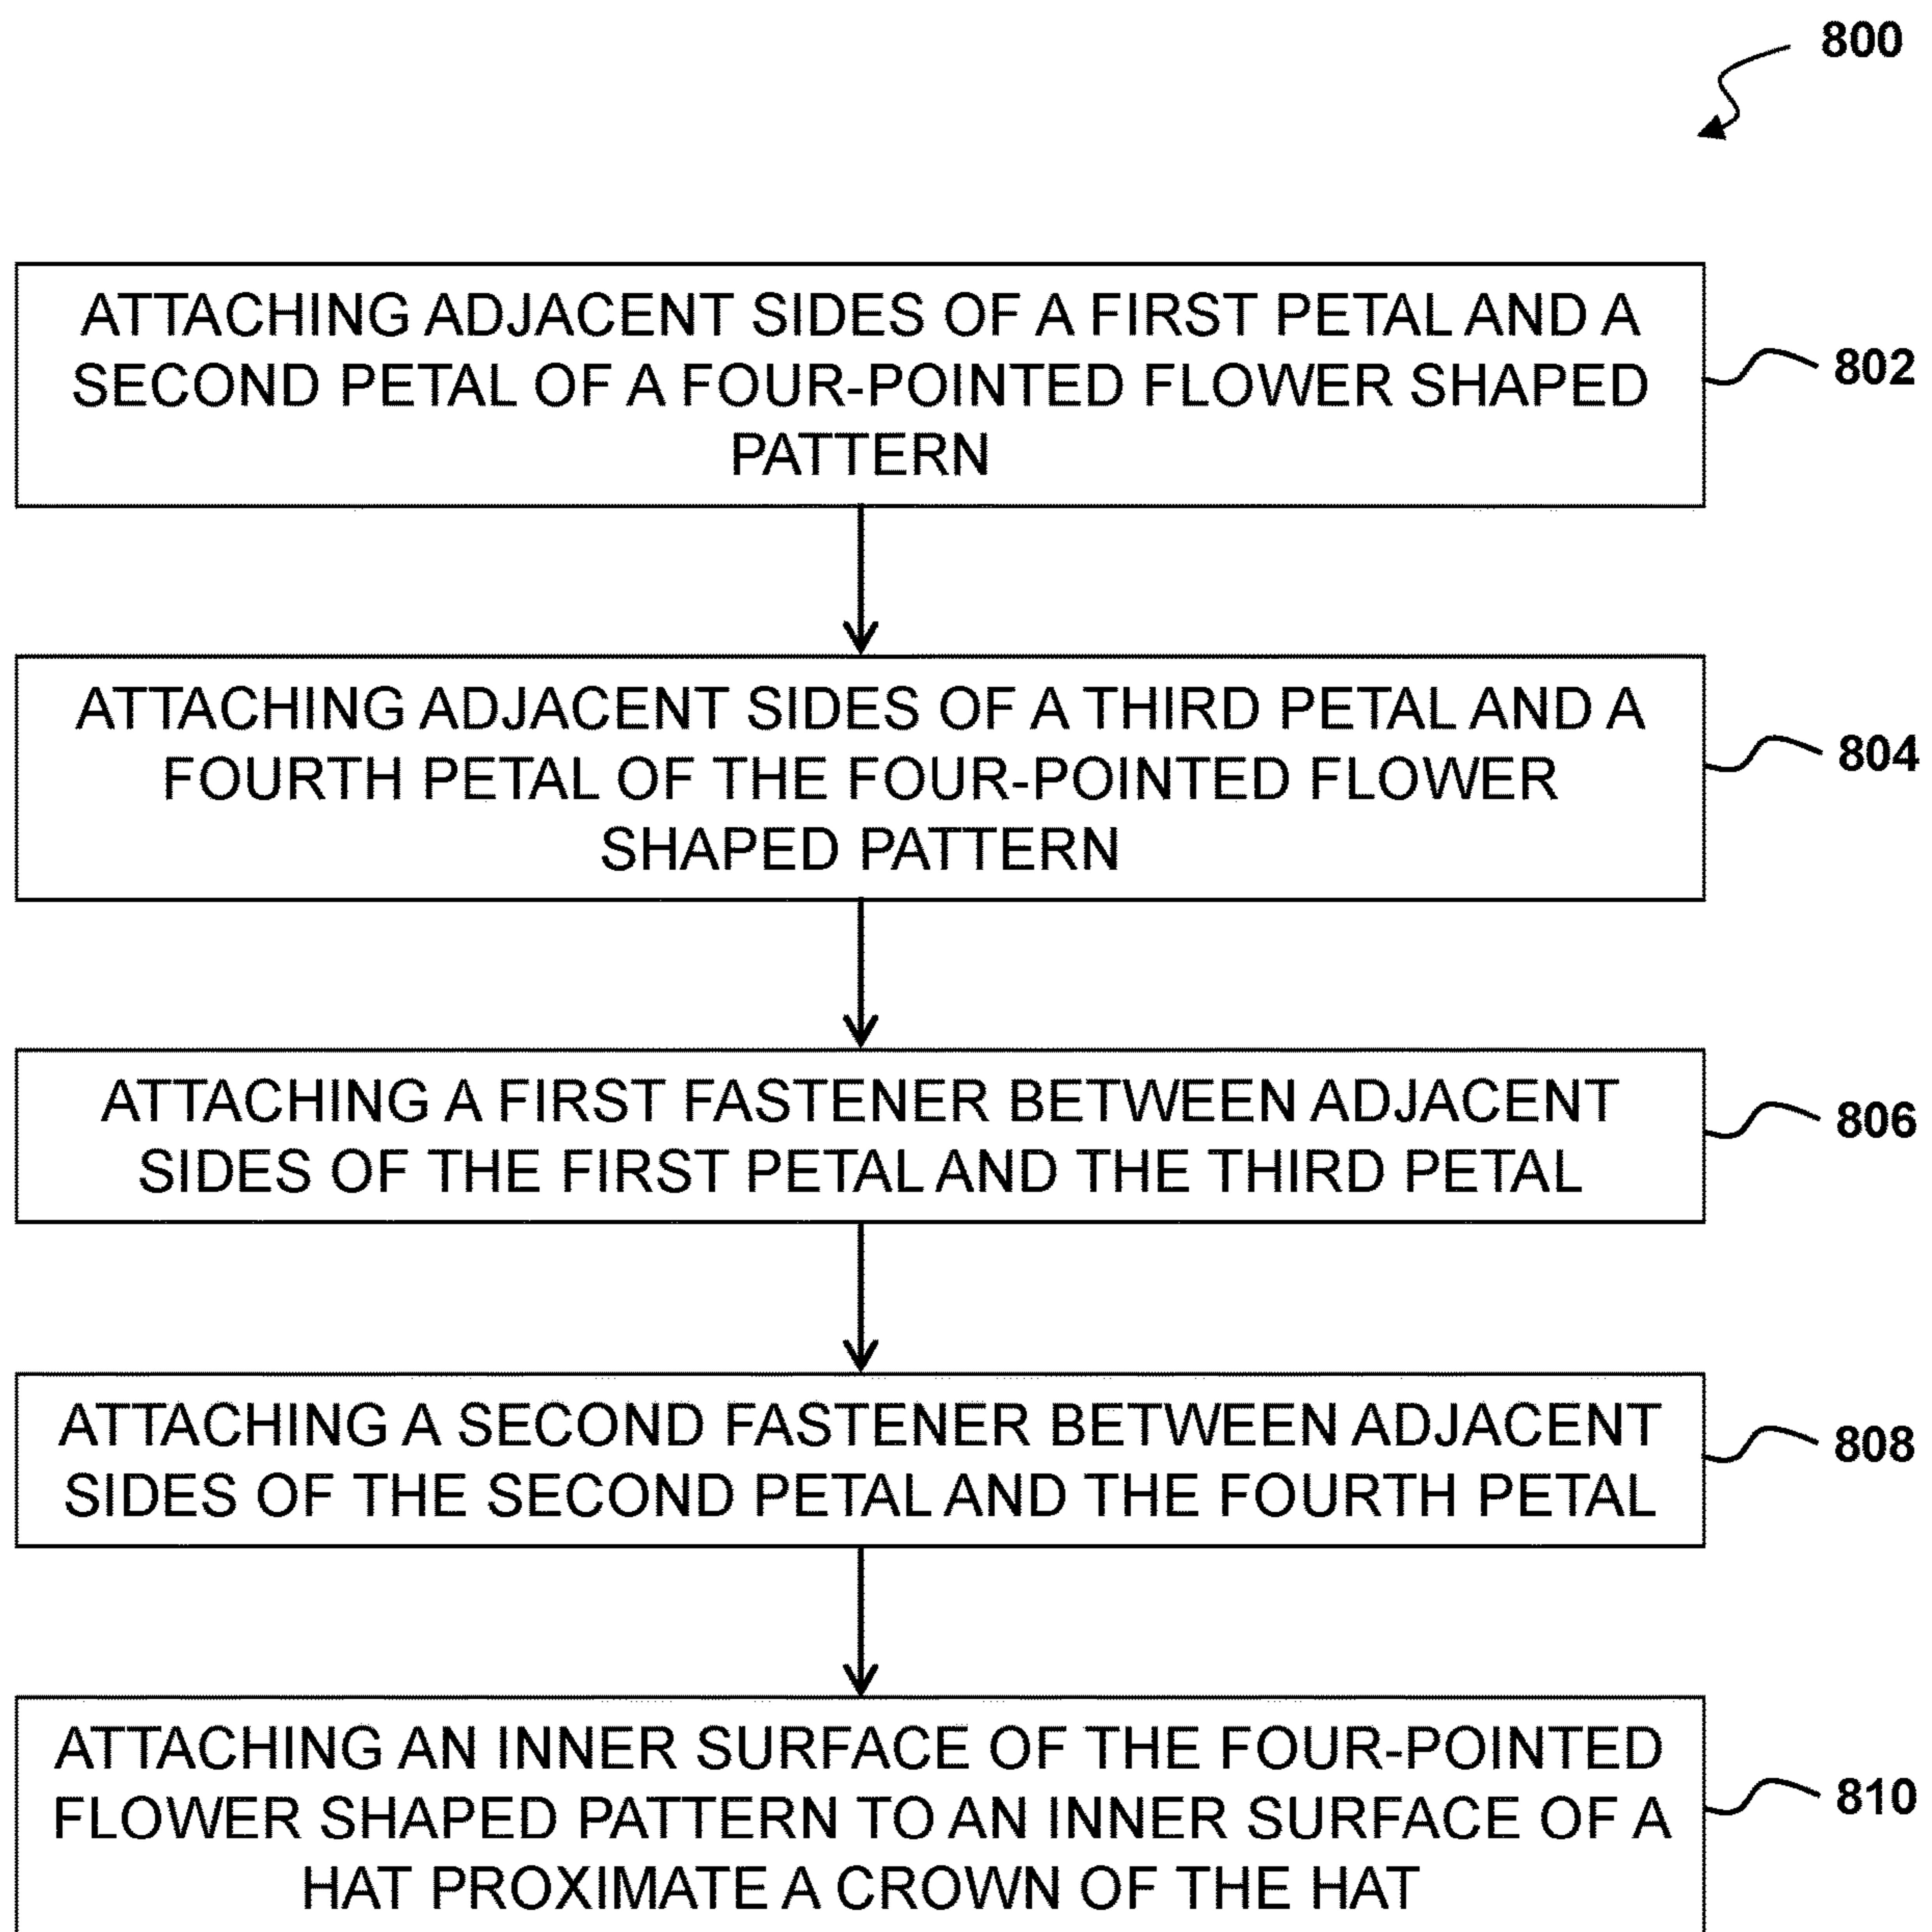 800
ATTACHING ADJACENT SIDES OF A FIRST PETAL AND A
SECOND PETAL OF A FOUR-POINTED FLOWER SHAPED
PATTERN
802
ATTACHING ADJACENT SIDES OF A THIRD PETAL AND A
FOURTH PETAL OF THE FOUR-POINTED FLOWER
SHAPED PATTERN
804
ATTACHING A FIRST FASTENER BETWEEN ADJACENT
SIDES OF THE FIRST PETAL AND THE THIRD PETAL
806
ATTACHING A SECOND FASTENER BETWEEN ADJACENT
SIDES OF THE SECOND PETAL AND THE FOURTH PETAL
808
ATTACHING AN INNER SURFACE OF THE FOUR-POINTED
FLOWER SHAPED PATTERN TO AN INNER SURFACE OF A
HAT PROXIMATE A CROWN OF THE HAT
810